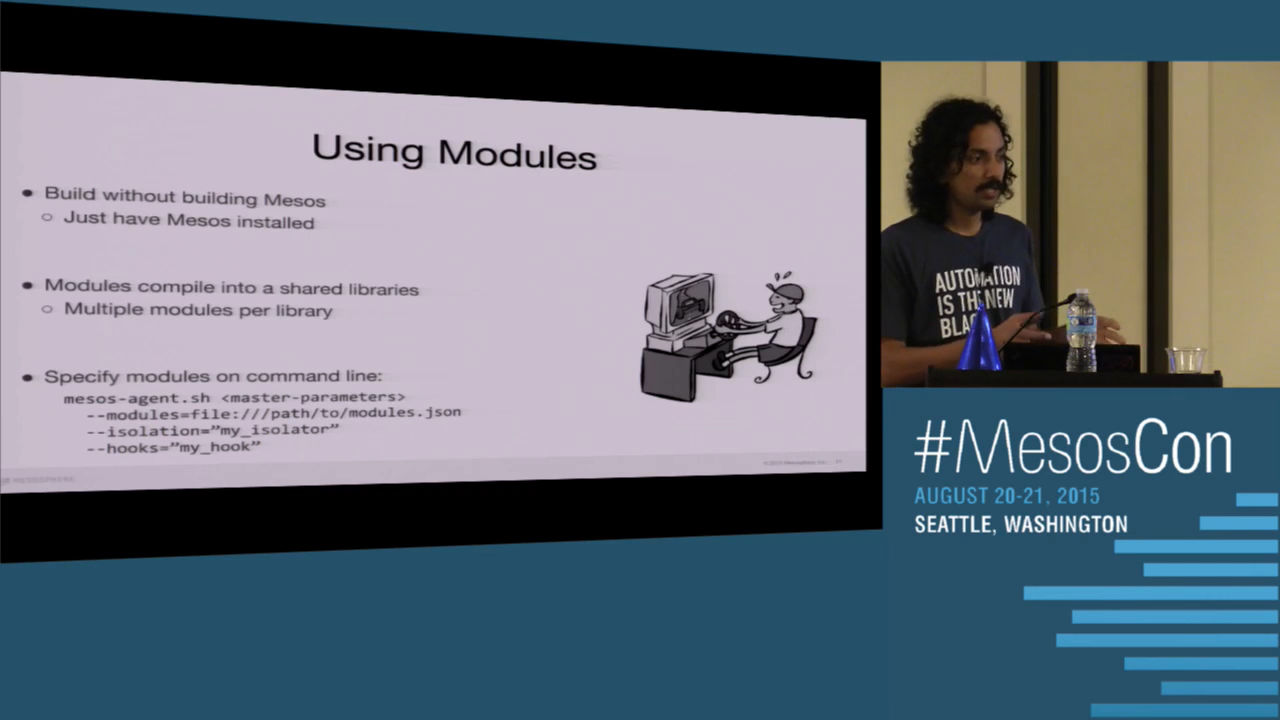 Using Modules
● Build without building Mesos
○ Just have Mesos installed
● Modules compile into a shared libraries
○ Multiple modules per library
● Specify modules on command line:
mesos-agent.sh <master-parameters>
--modules=file:///path/to/modules.json
--isolation=”my_isolator”
--hooks=”my_hook”
AUTOMATION
IS THE NEW
BLACK
#MesosCon
AUGUST 20-21, 2015
SEATTLE, WASHINGTON